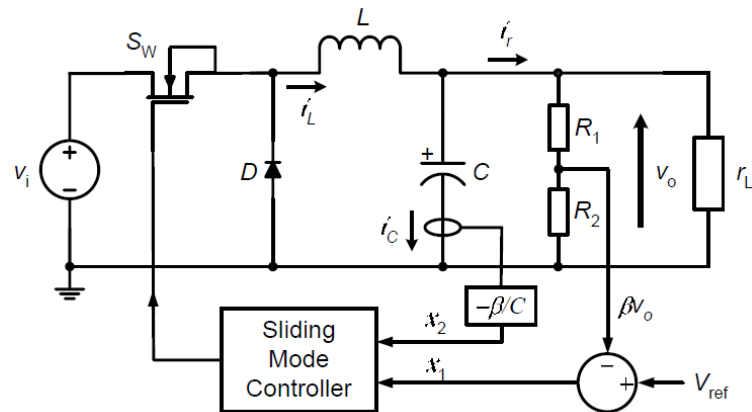 L
S_W
i_r
i_L
R_1
v_i
+
−
D
+
C
v_o
r_L
R_2
i_C
−β/C
x_2
βv_o
Sliding
Mode
Controller
x_1
−
+
V_ref